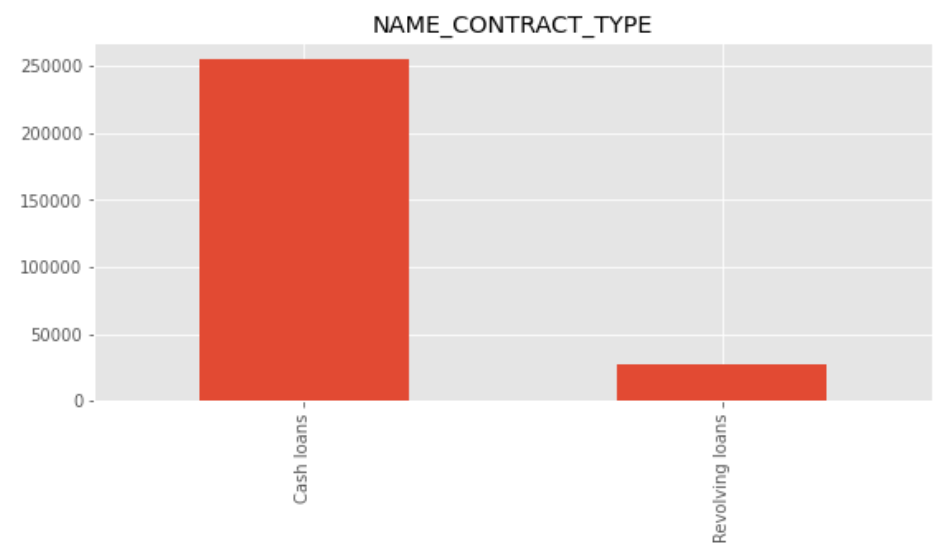 NAME_CONTRACT_TYPE
250000
200000
150000
100000
50000
0
Cash loans
Revolving loans